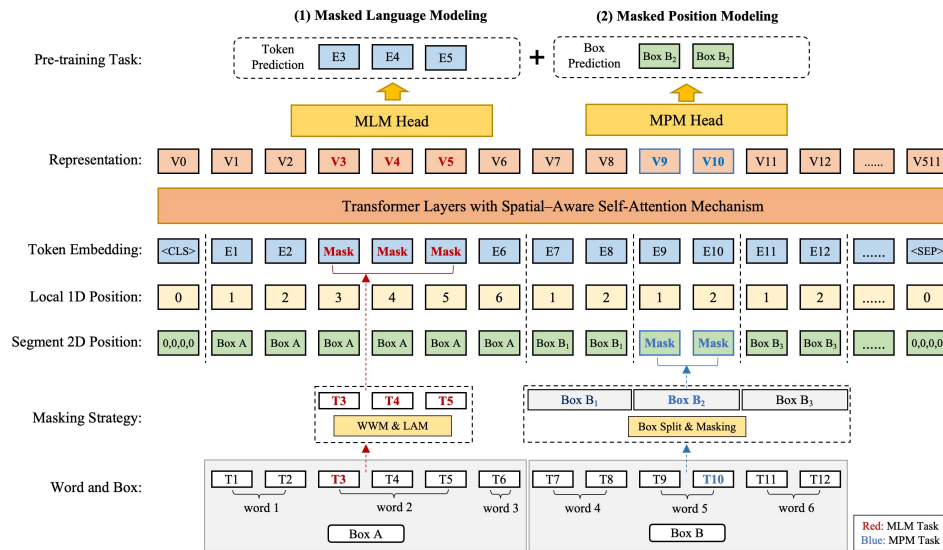 (1) Masked Language Modeling (2) Masked Position Modeling
Pre-training Task: Token Prediction E3 E4 E5 + Box Prediction Box B₂ Box B₂
MLM Head MPM Head
Representation: V0 V1 V2 V3 V4 V5 V6 V7 V8 V9 V10 V11 V12 ...... V511
Transformer Layers with Spatial–Aware Self-Attention Mechanism
Token Embedding: <CLS> E1 E2 Mask Mask Mask E6 E7 E8 E9 E10 E11 E12 ...... <SEP>
Local 1D Position: 0 1 2 3 4 5 6 1 2 1 2 1 2 ...... 0
Segment 2D Position: 0,0,0,0 Box A Box A Box A Box A Box A Box A Box B₁ Box B₁ Mask Mask Box B₃ Box B₃ ...... 0,0,0,0
T3 T4 T5 Box B₁ Box B₂ Box B₃
Masking Strategy: WWM & LAM Box Split & Masking
Word and Box: T1 T2 T3 T4 T5 T6 T7 T8 T9 T10 T11 T12
word 1 word 2 word 3 word 4 word 5 word 6
Box A Box B
Red: MLM Task
Blue: MPM Task